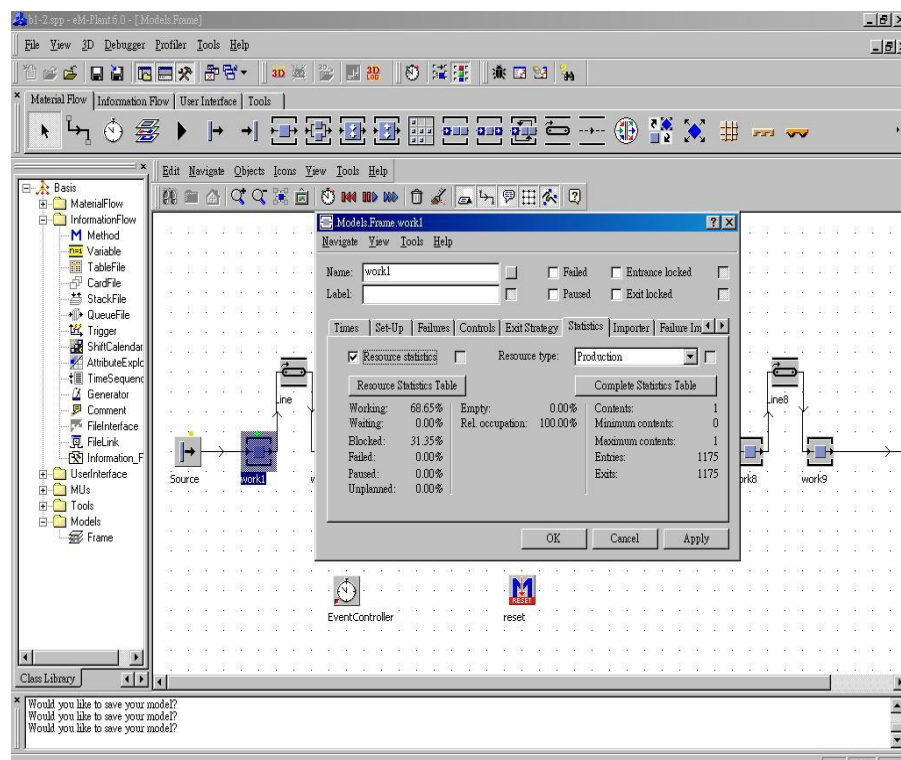 b1-2.spp - eM-Plant 6.0 - [Models.Frame]
File View 3D Debugger Profiler Tools Help
Material Flow Information Flow User Interface Tools
Edit Navigate Objects Icons View Tools Help
Basis
MaterialFlow
InformationFlow
Method
Variable
TableFile
CardFile
StackFile
QueueFile
Trigger
ShiftCalendar
AttributeExplc
TimeSequenc
Generator
Comment
FileInterface
FileLink
Information_F
UserInterface
MUs
Tools
Models
Frame
Class Library
Source
work1
Line
Line8
work9
EventController
RESET
reset
Models.Frame.work1
Navigate View Tools Help
Name: work1
Failed Entrance locked
Label:
Paused Exit locked
Times Set-Up Failures Controls Exit Strategy Statistics Importer Failure Im
Resource statistics Resource type: Production
Resource Statistics Table Complete Statistics Table
Working: 68.65% Empty: 0.00% Contents: 1
Waiting: 0.00% Rel. occupation: 100.00% Minimum contents: 0
Blocked: 31.35% Maximum contents: 1
Failed: 0.00% Entries: 1175
Paused: 0.00% Exits: 1175
Unplanned: 0.00%
OK Cancel Apply
Would you like to save your model?
Would you like to save your model?
Would you like to save your model?